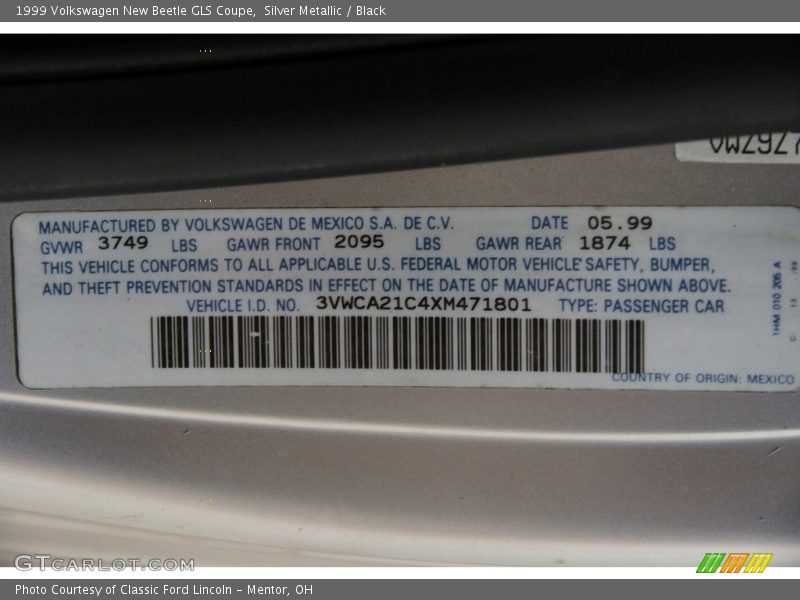 1999 Volkswagen New Beetle GLS Coupe, Silver Metallic / Black
MANUFACTURED BY VOLKSWAGEN DE MEXICO S.A. DE C.V. DATE 05.99
GVWR 3749 LBS GAWR FRONT 2095 LBS GAWR REAR 1874 LBS
THIS VEHICLE CONFORMS TO ALL APPLICABLE U.S. FEDERAL MOTOR VEHICLE SAFETY, BUMPER,
AND THEFT PREVENTION STANDARDS IN EFFECT ON THE DATE OF MANUFACTURE SHOWN ABOVE.
VEHICLE I.D. NO. 3VWCA21C4XM471801 TYPE: PASSENGER CAR
1HM 010 205 A
COUNTRY OF ORIGIN: MEXICO
GTCARLOT.COM
Photo Courtesy of Classic Ford Lincoln - Mentor, OH